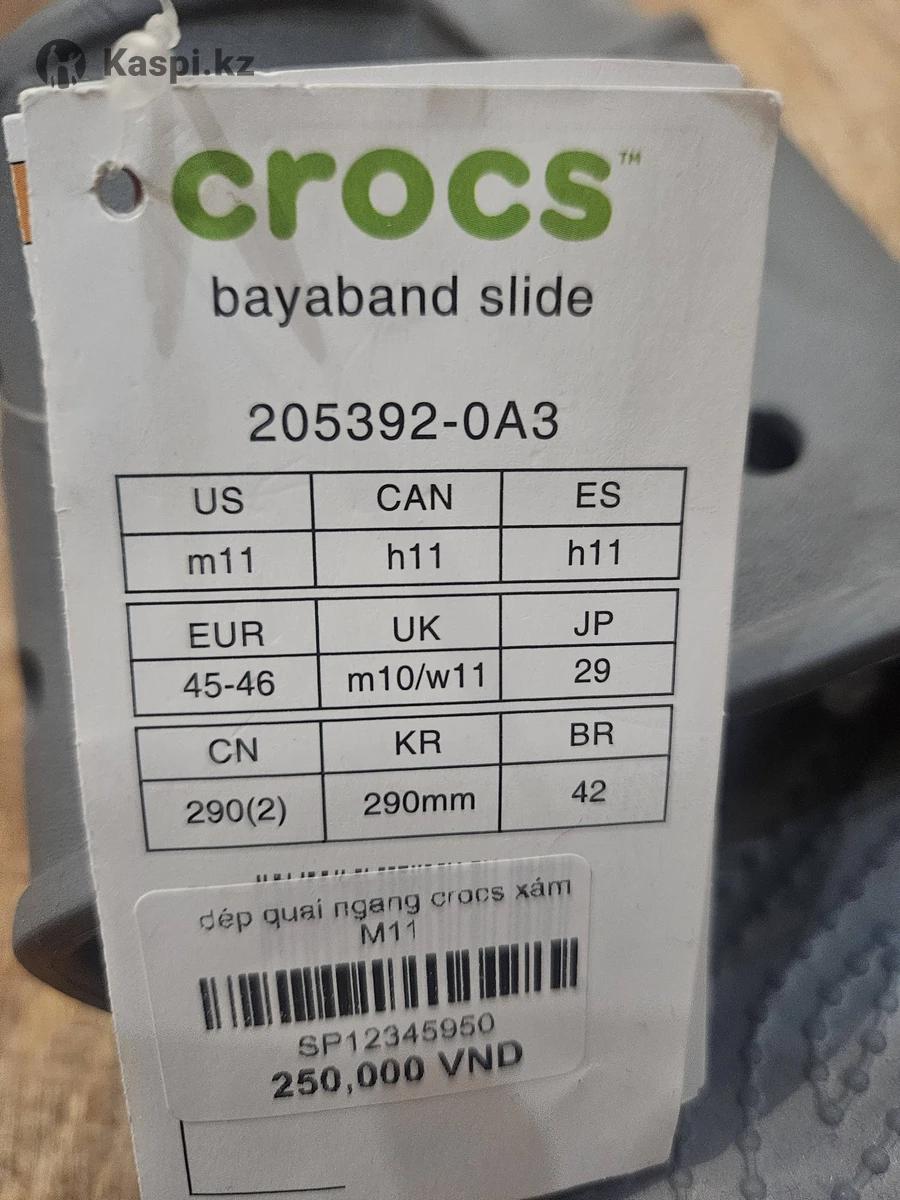 Kaspi.kz
crocs™
bayaband slide
205392-0A3
US CAN ES
m11 h11 h11
EUR UK JP
45-46 m10/w11 29
CN KR BR
290(2) 290mm 42
dép quai ngang crocs xám
M11
SP12345950
250,000 VND